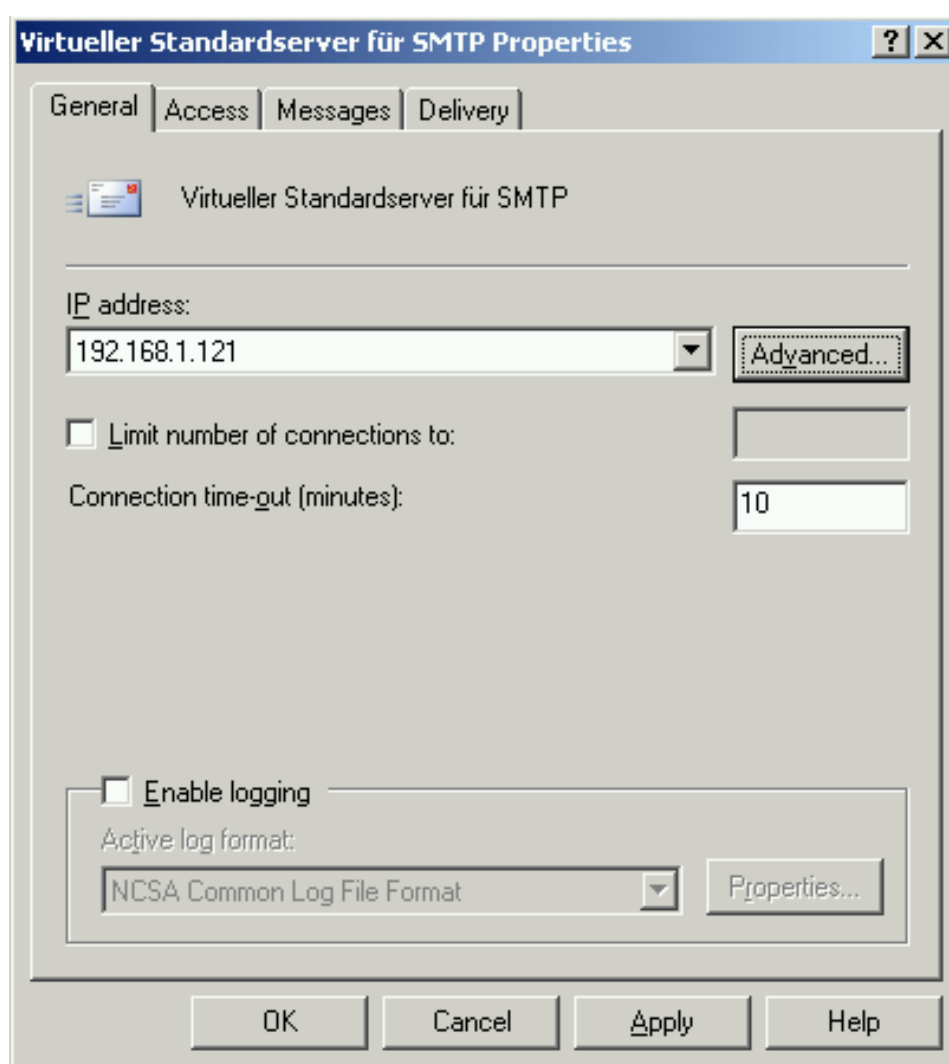 Virtueller Standardserver für SMTP Properties
General Access Messages Delivery
Virtueller Standardserver für SMTP
IP address:
192.168.1.121 Advanced...
Limit number of connections to:
Connection time-out (minutes): 10
Enable logging
Active log format:
NCSA Common Log File Format Properties...
OK Cancel Apply Help